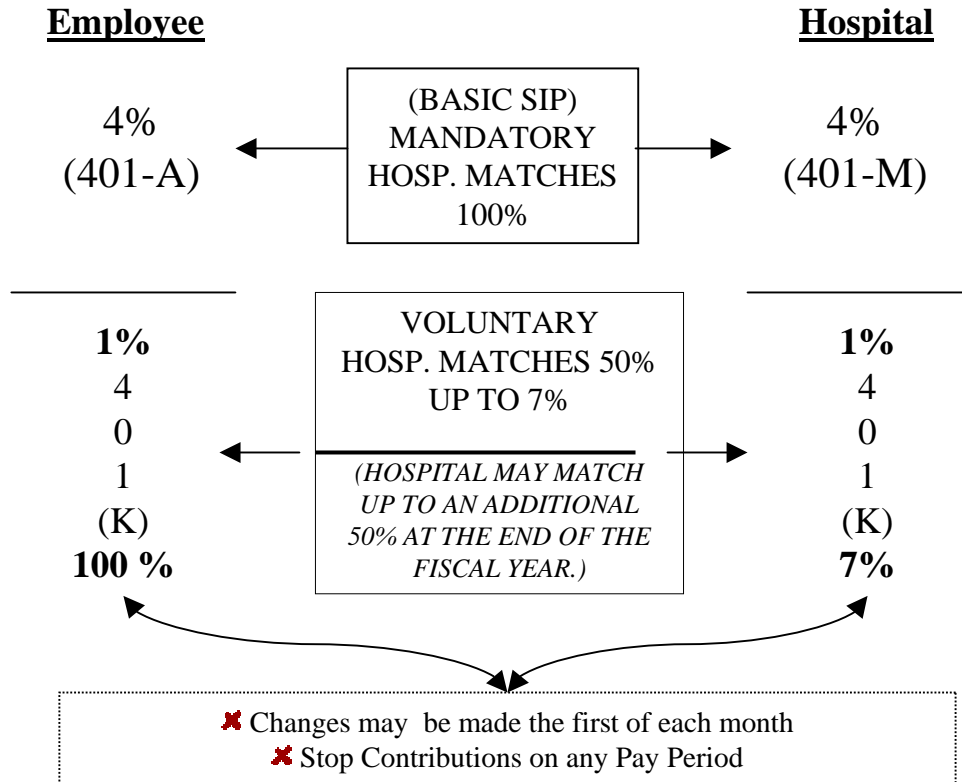 Employee
Hospital
4%
(401-A)
(BASIC SIP)
MANDATORY
HOSP. MATCHES
100%
4%
(401-M)
1%
4
0
1
(K)
100 %
VOLUNTARY
HOSP. MATCHES 50%
UP TO 7%
(HOSPITAL MAY MATCH
UP TO AN ADDITIONAL
50% AT THE END OF THE
FISCAL YEAR.)
1%
4
0
1
(K)
7%
Changes may be made the first of each month
Stop Contributions on any Pay Period